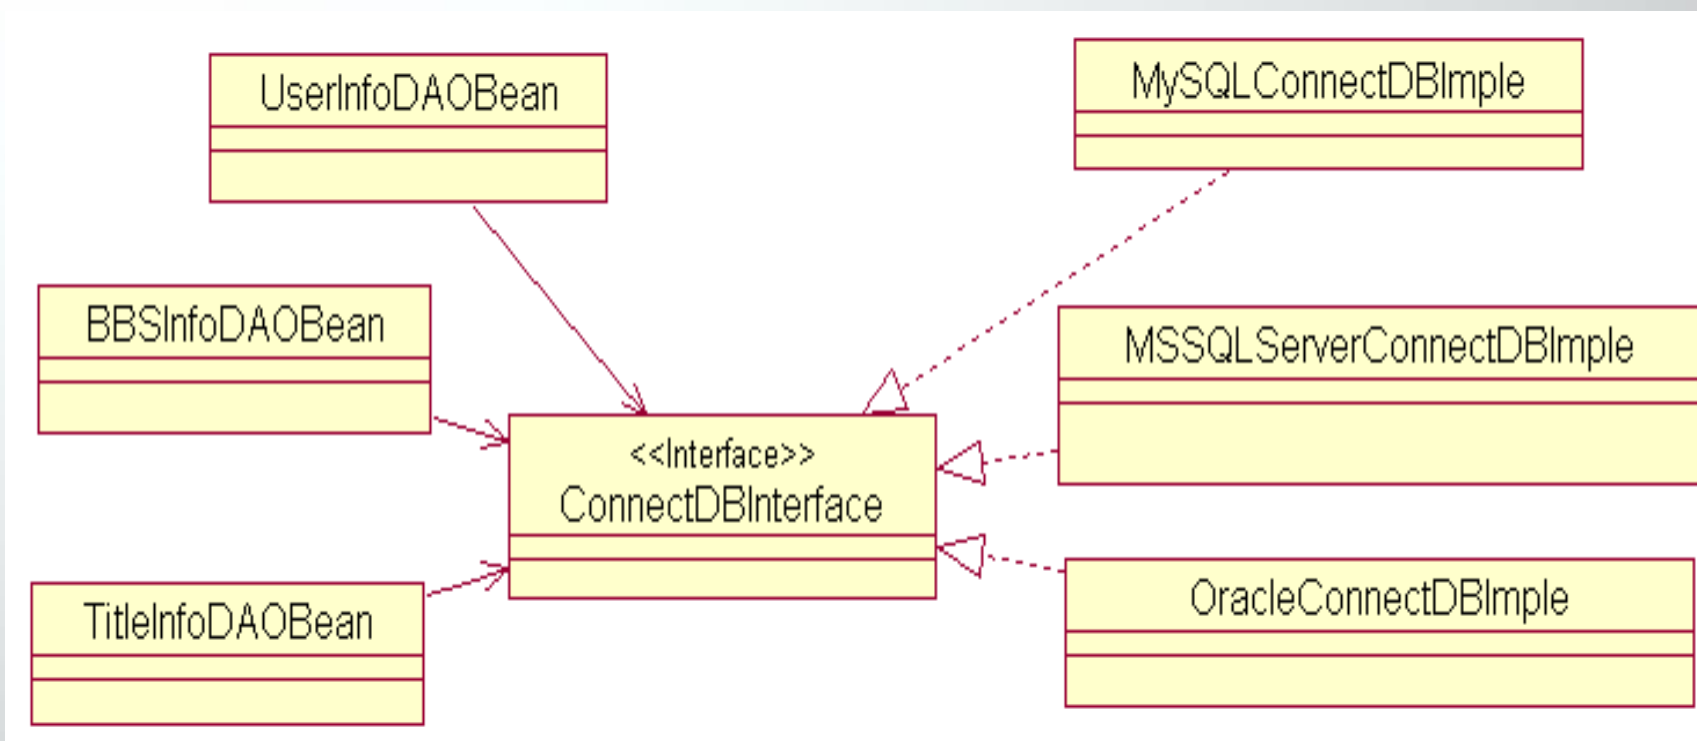 UserInfoDAOBean
MySQLConnectDBImple
BBSInfoDAOBean
MSSQLServerConnectDBImple
<<Interface>>
ConnectDBInterface
TitleInfoDAOBean
OracleConnectDBImple